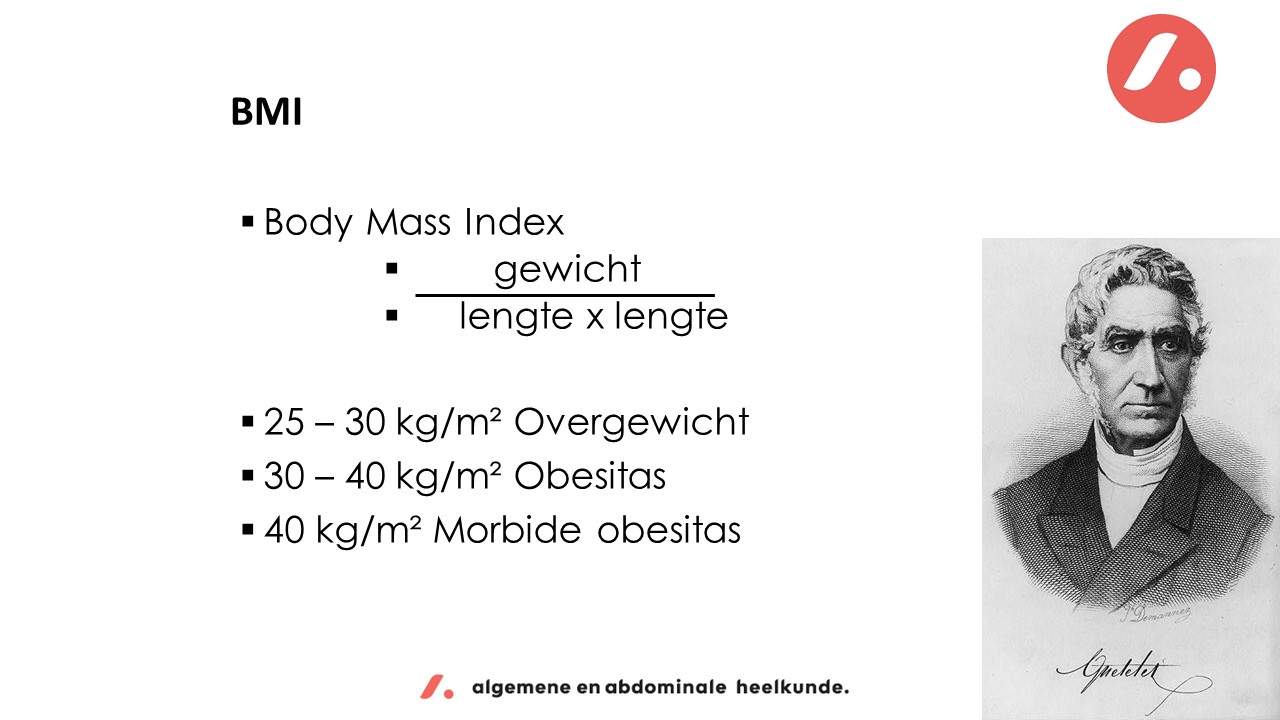 BMI
▪ Body Mass Index
▪ gewicht
▪ lengte x lengte
▪ 25 – 30 kg/m² Overgewicht
▪ 30 – 40 kg/m² Obesitas
▪ 40 kg/m² Morbide obesitas
J Demannez
Quetelet
algemene en abdominale heelkunde.